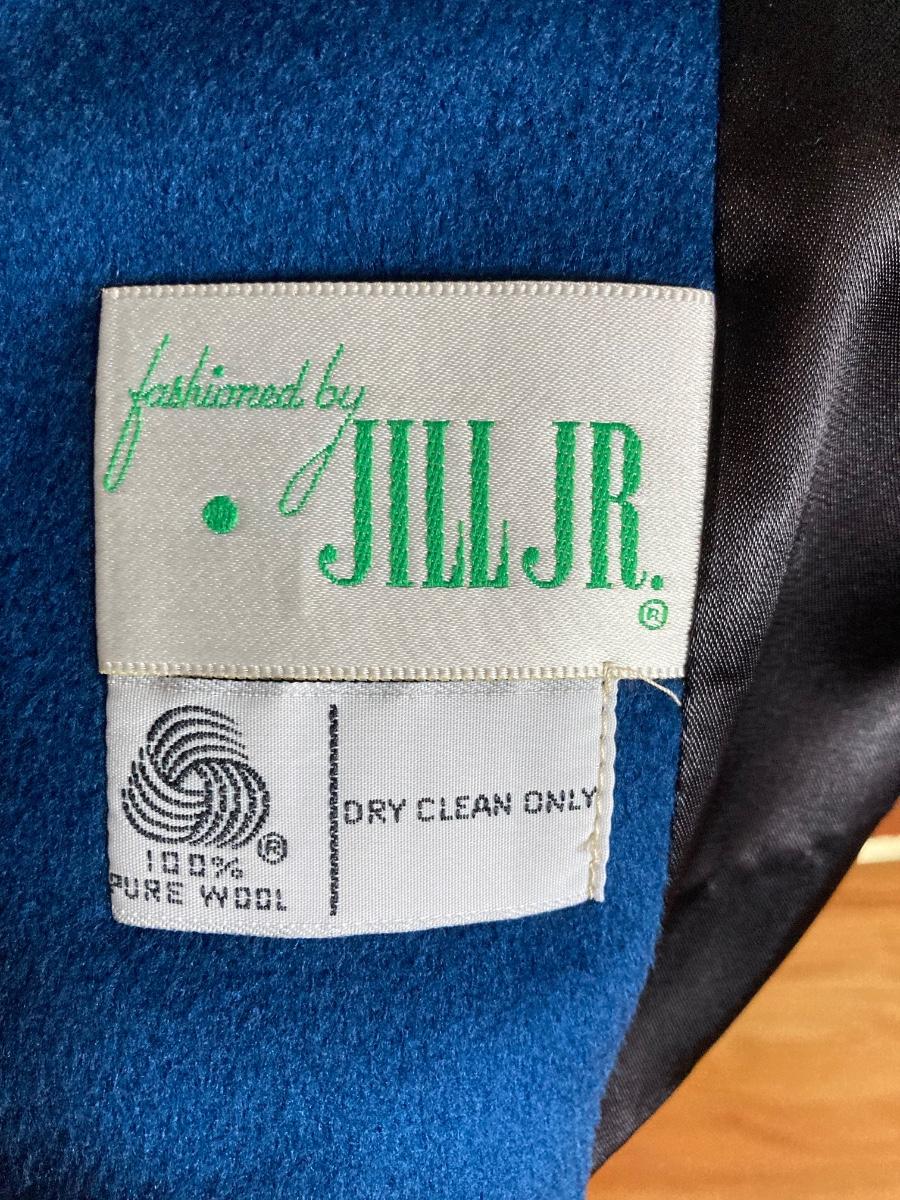 fashioned by
JILL JR.
®
®
DRY CLEAN ONLY
100%
PURE WOOL